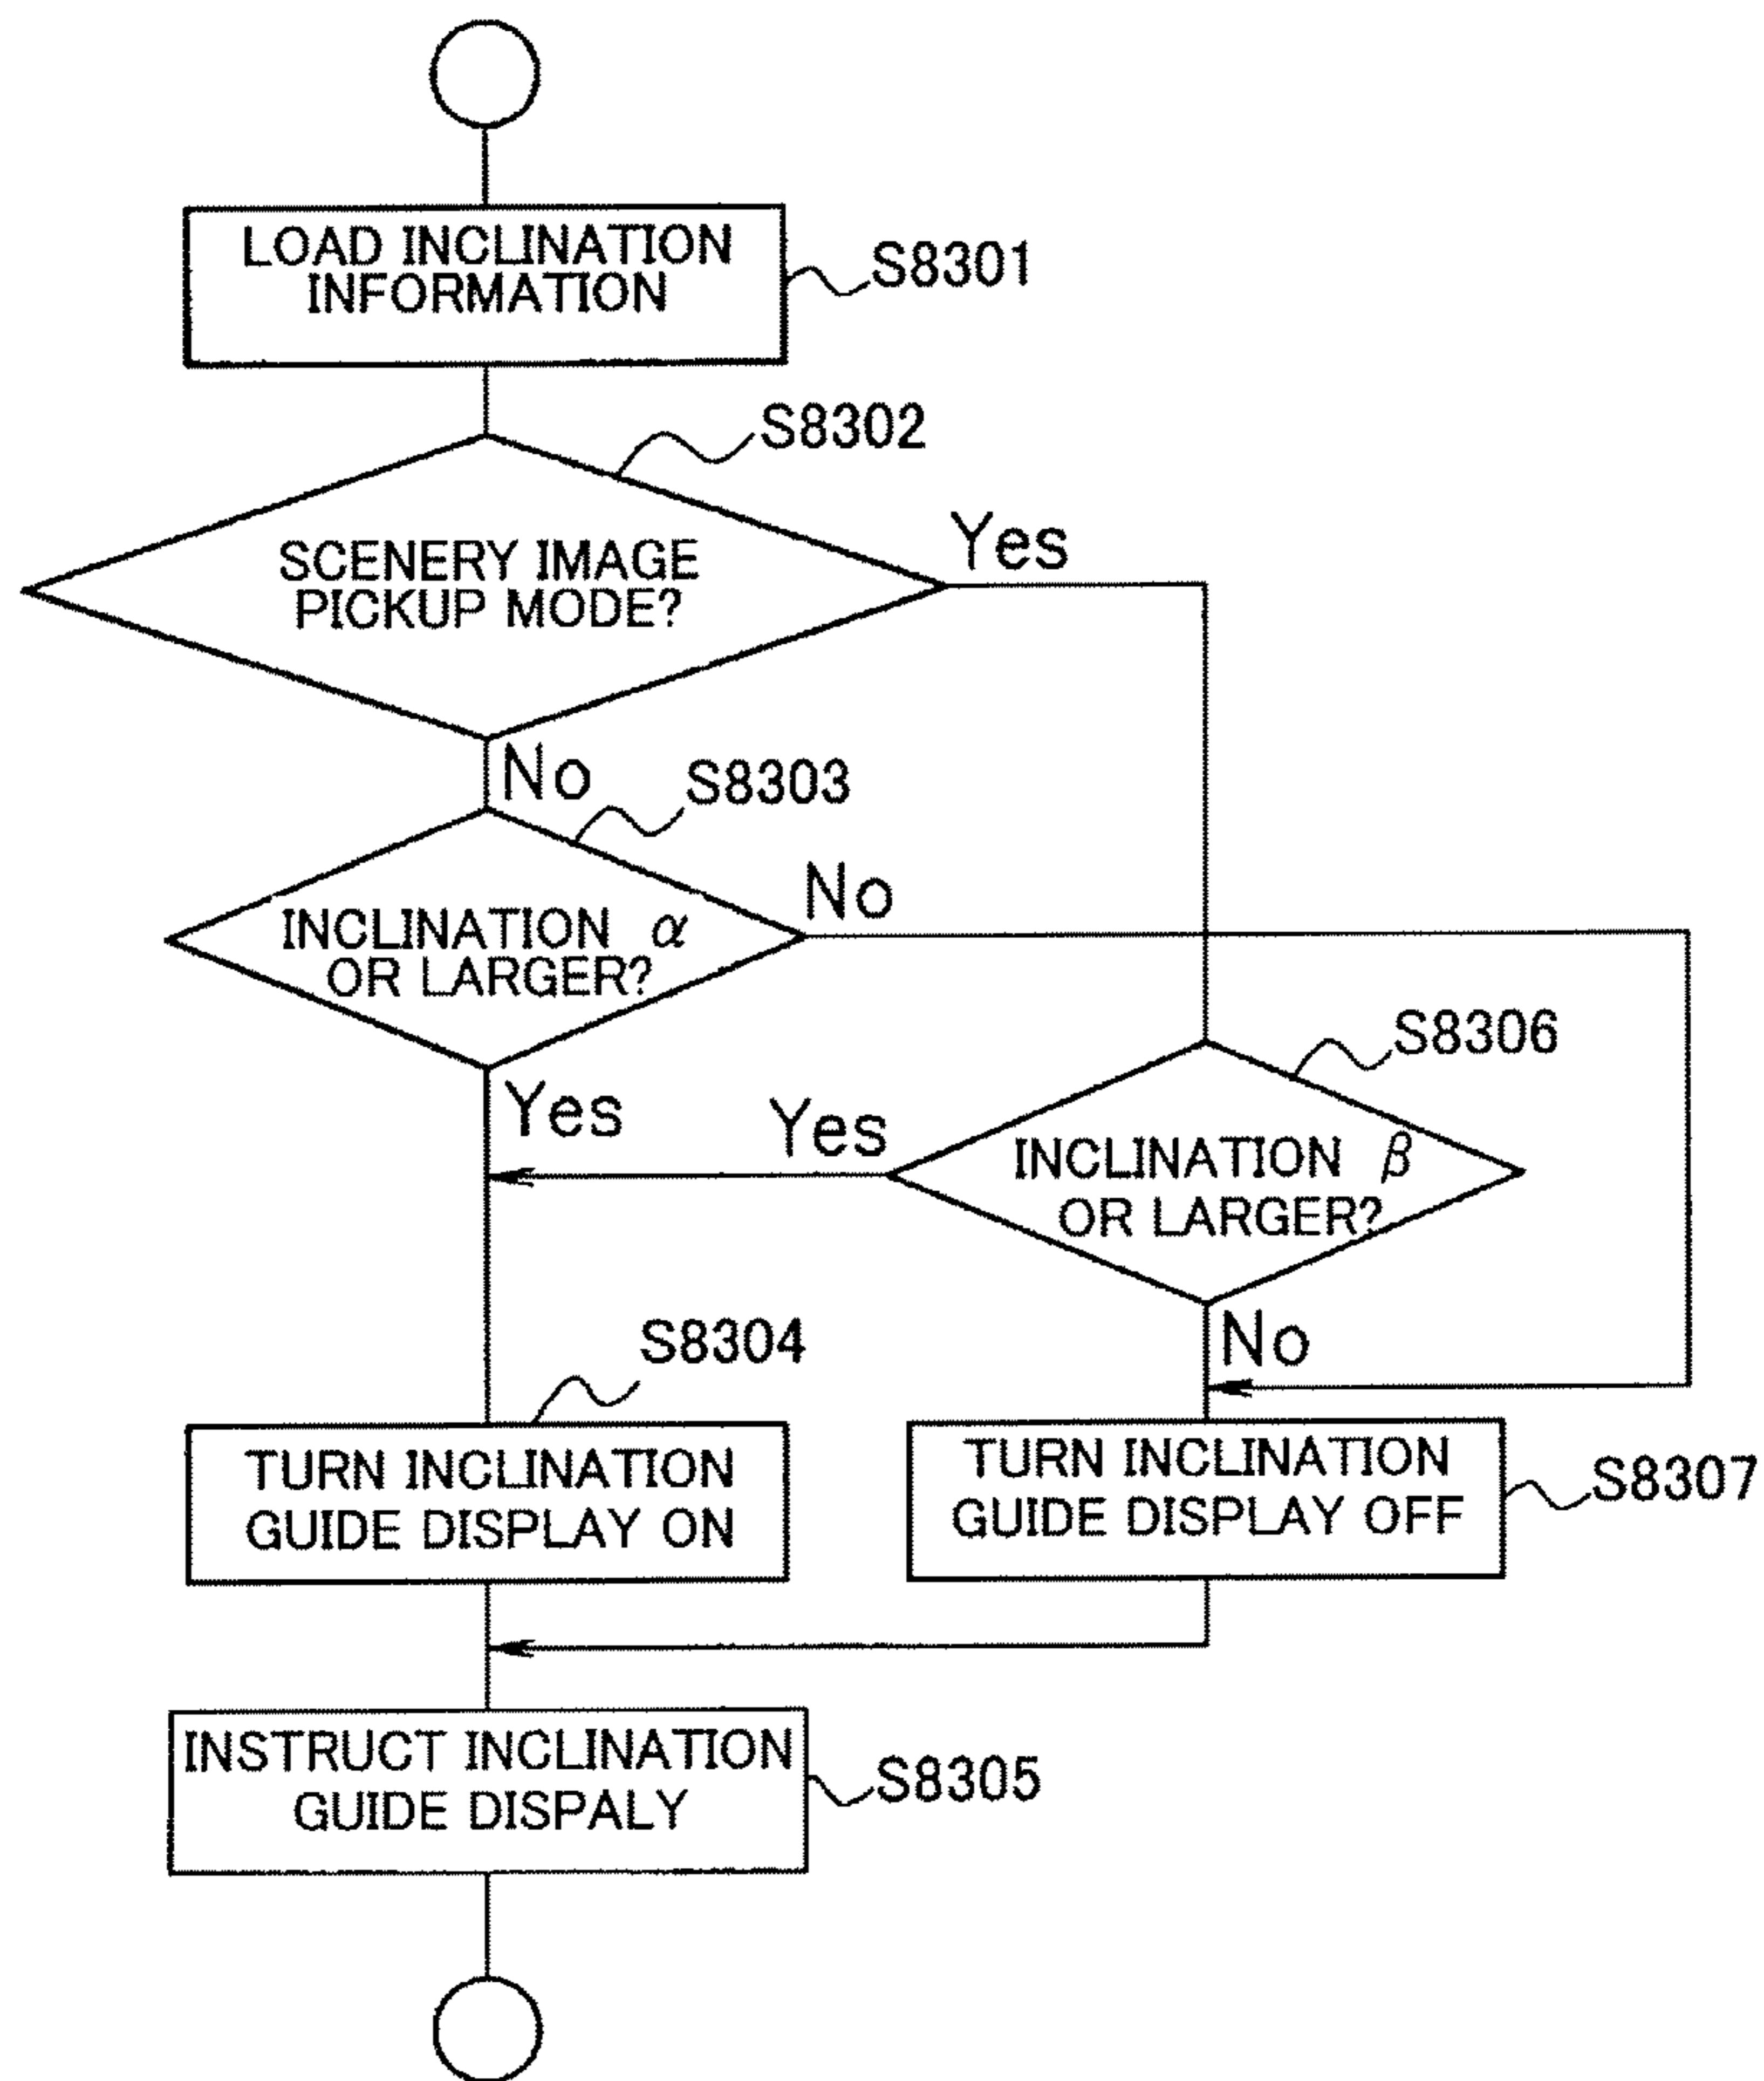 LOAD INCLINATION
INFORMATION
S8301
S8302
SCENERY IMAGE
PICKUP MODE?
Yes
No
S8303
INCLINATION α
OR LARGER?
No
Yes
S8306
INCLINATION β
OR LARGER?
Yes
No
S8304
TURN INCLINATION
GUIDE DISPLAY ON
TURN INCLINATION
GUIDE DISPLAY OFF
S8307
INSTRUCT INCLINATION
GUIDE DISPALY
S8305